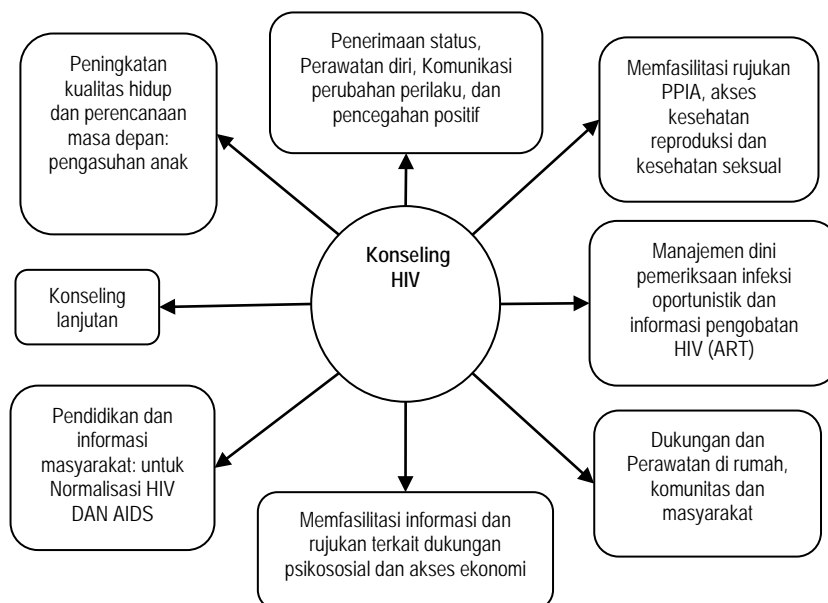 Peningkatan
kualitas hidup
dan perencanaan
masa depan:
pengasuhan anak
Penerimaan status,
Perawatan diri, Komunikasi
perubahan perilaku, dan
pencegahan positif
Memfasilitasi rujukan
PPIA, akses
kesehatan
reproduksi dan
kesehatan seksual
Konseling
HIV
Konseling
lanjutan
Manajemen dini
pemeriksaan infeksi
oportunistik dan
informasi pengobatan
HIV (ART)
Pendidikan dan
informasi
masyarakat: untuk
Normalisasi HIV
DAN AIDS
Memfasilitasi informasi dan
rujukan terkait dukungan
psikososial dan akses ekonomi
Dukungan dan
Perawatan di rumah,
komunitas dan
masyarakat